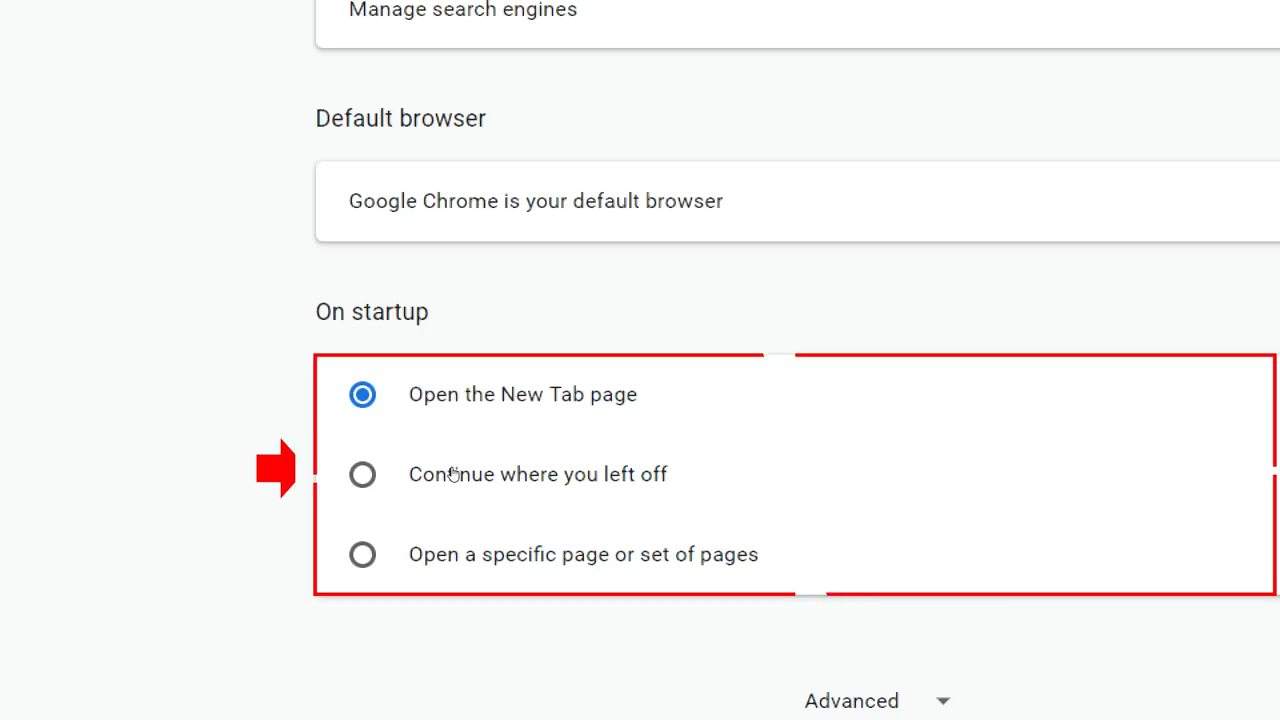 Manage search engines
Default browser
Google Chrome is your default browser
On startup
Open the New Tab page
Continue where you left off
Open a specific page or set of pages
Advanced